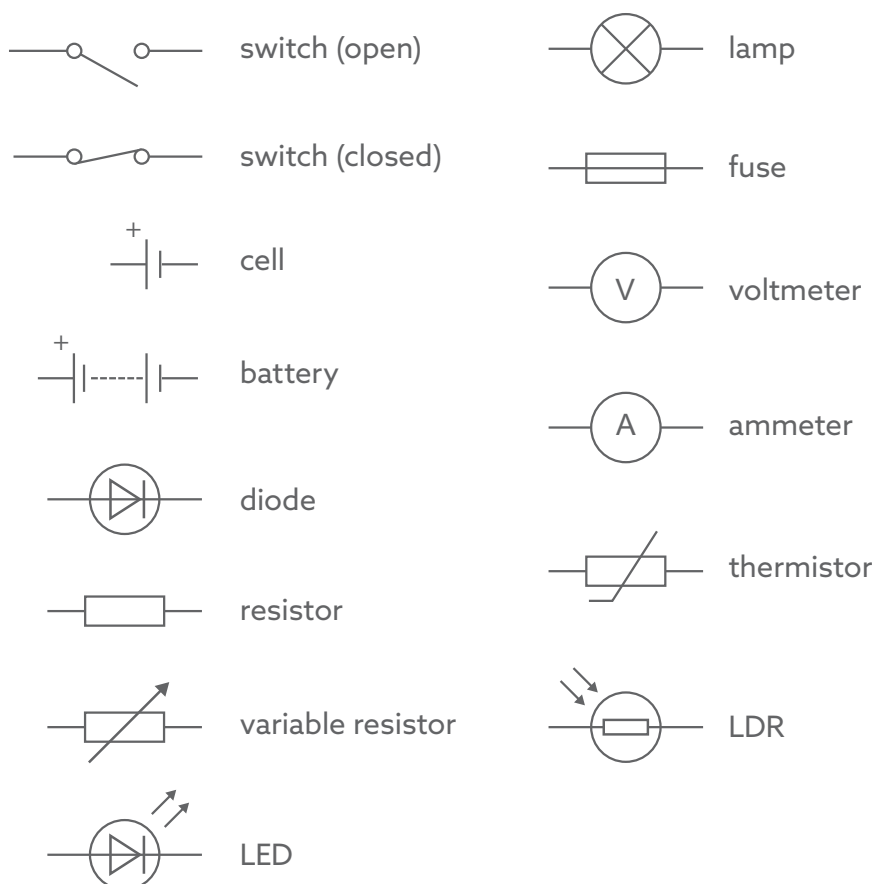 switch (open)
switch (closed)
+
cell
+
battery
diode
resistor
variable resistor
LED
lamp
fuse
V
voltmeter
A
ammeter
thermistor
LDR